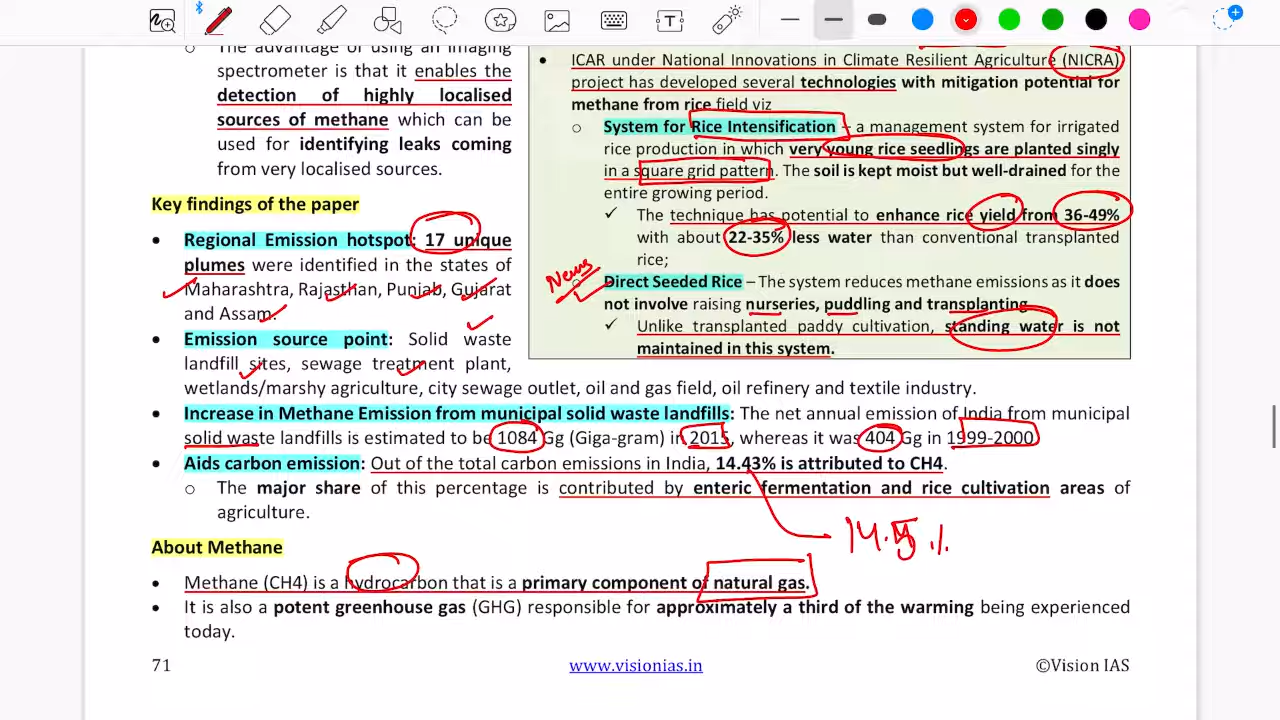 The advantage of using an imaging
spectrometer is that it enables the
detection of highly localised
sources of methane which can be
used for identifying leaks coming
from very localised sources.
Key findings of the paper
• Regional Emission hotspot: 17 unique
plumes were identified in the states of
Maharashtra, Rajasthan, Punjab, Gujarat
and Assam.
• Emission source point: Solid waste
landfill sites, sewage treatment plant,
wetlands/marshy agriculture, city sewage outlet, oil and gas field, oil refinery and textile industry.
• ICAR under National Innovations in Climate Resilient Agriculture (NICRA)
project has developed several technologies with mitigation potential for
methane from rice field viz
o System for Rice Intensification – a management system for irrigated
rice production in which very young rice seedlings are planted singly
in a square grid pattern. The soil is kept moist but well-drained for the
entire growing period.
✓ The technique has potential to enhance rice yield from 36-49%
with about 22-35% less water than conventional transplanted
rice;
News
o Direct Seeded Rice – The system reduces methane emissions as it does
not involve raising nurseries, puddling and transplanting.
✓ Unlike transplanted paddy cultivation, standing water is not
maintained in this system.
• Increase in Methane Emission from municipal solid waste landfills: The net annual emission of India from municipal
solid waste landfills is estimated to be 1084 Gg (Giga-gram) in 2015, whereas it was 404 Gg in 1999-2000
• Aids carbon emission: Out of the total carbon emissions in India, 14.43% is attributed to CH4.
o The major share of this percentage is contributed by enteric fermentation and rice cultivation areas of
agriculture.
14.5 %
About Methane
• Methane (CH4) is a hydrocarbon that is a primary component of natural gas.
• It is also a potent greenhouse gas (GHG) responsible for approximately a third of the warming being experienced
today.
71 www.visionias.in ©Vision IAS